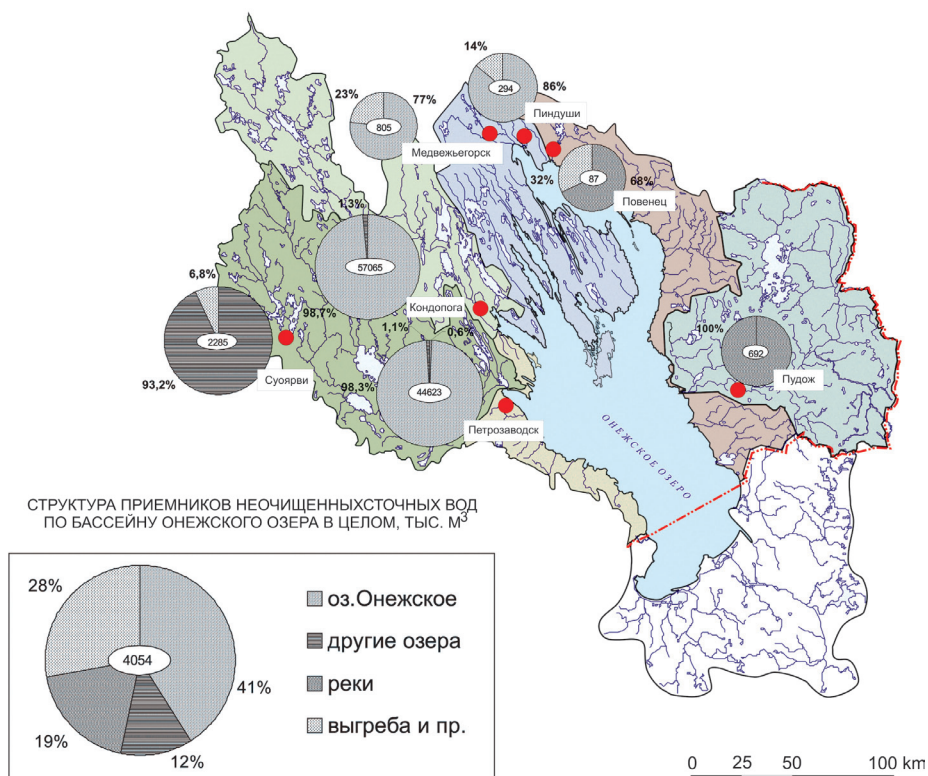 14%
86%
294
Пиндуши
23%
77%
805
Медвежьегорск
32%
68%
87
Повенец
1,3%
57065
98,7%
Кондопога
6,8%
2285
93,2%
Суоярви
1,1%
0,6%
98,3%
44623
Петрозаводск
100%
692
Пудож
ОНЕЖСКОЕ ОЗЕРО
СТРУКТУРА ПРИЕМНИКОВ НЕОЧИЩЕННЫХСТОЧНЫХ ВОД
ПО БАССЕЙНУ ОНЕЖСКОГО ОЗЕРА В ЦЕЛОМ, ТЫС. М³
28%
4054
41%
19%
12%
оз.Онежское
другие озера
реки
выгреба и пр.
0 25 50 100 km